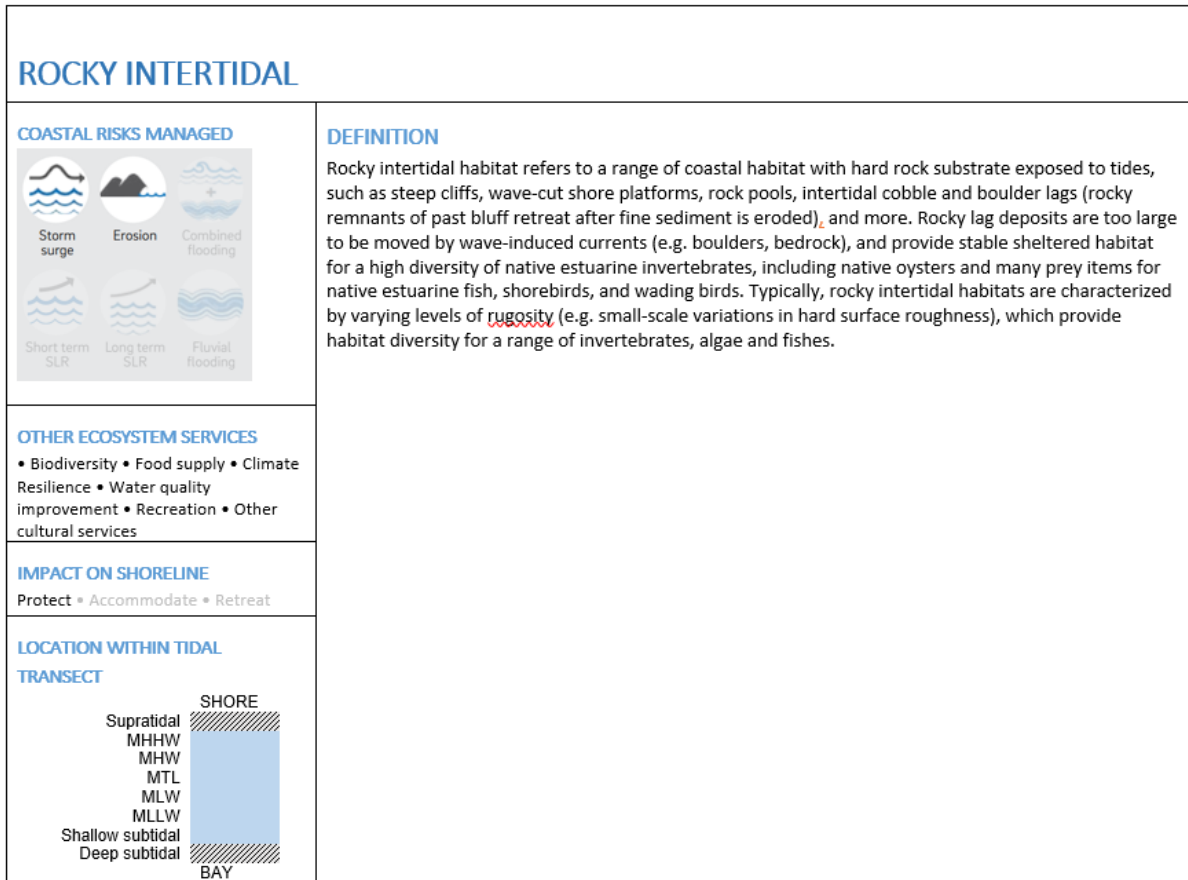 ROCKY INTERTIDAL
COASTAL RISKS MANAGED
Storm surge
Erosion
+
Combined flooding
Short term SLR
Long term SLR
Fluvial flooding
OTHER ECOSYSTEM SERVICES
• Biodiversity • Food supply • Climate
Resilience • Water quality
improvement • Recreation • Other
cultural services
IMPACT ON SHORELINE
Protect • Accommodate • Retreat
LOCATION WITHIN TIDAL
TRANSECT
SHORE
Supratidal
MHHW
MHW
MTL
MLW
MLLW
Shallow subtidal
Deep subtidal
BAY
DEFINITION
Rocky intertidal habitat refers to a range of coastal habitat with hard rock substrate exposed to tides,
such as steep cliffs, wave-cut shore platforms, rock pools, intertidal cobble and boulder lags (rocky
remnants of past bluff retreat after fine sediment is eroded), and more. Rocky lag deposits are too large
to be moved by wave-induced currents (e.g. boulders, bedrock), and provide stable sheltered habitat
for a high diversity of native estuarine invertebrates, including native oysters and many prey items for
native estuarine fish, shorebirds, and wading birds. Typically, rocky intertidal habitats are characterized
by varying levels of rugosity (e.g. small-scale variations in hard surface roughness), which provide
habitat diversity for a range of invertebrates, algae and fishes.